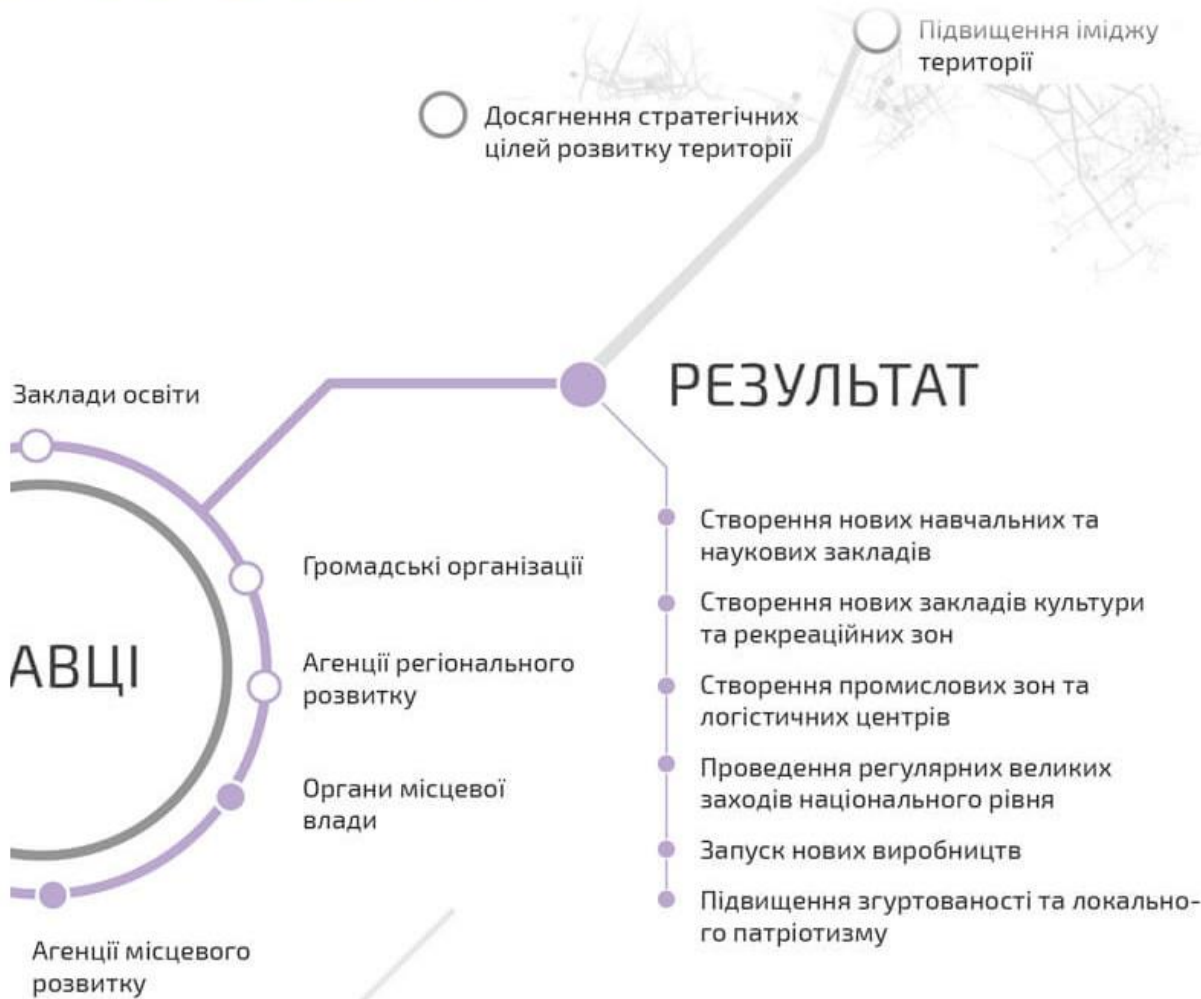 Підвищення іміджу
території
Досягнення стратегічних
цілей розвитку території
РЕЗУЛЬТАТ
Заклади освіти
Створення нових навчальних та
наукових закладів
Громадські організації
Створення нових закладів культури
та рекреаційних зон
АВЦІ
Агенції регіонального
розвитку
Створення промислових зон та
логістичних центрів
Проведення регулярних великих
заходів національного рівня
Органи місцевої
влади
Запуск нових виробництв
Підвищення згуртованості та локально-
го патріотизму
Агенції місцевого
розвитку